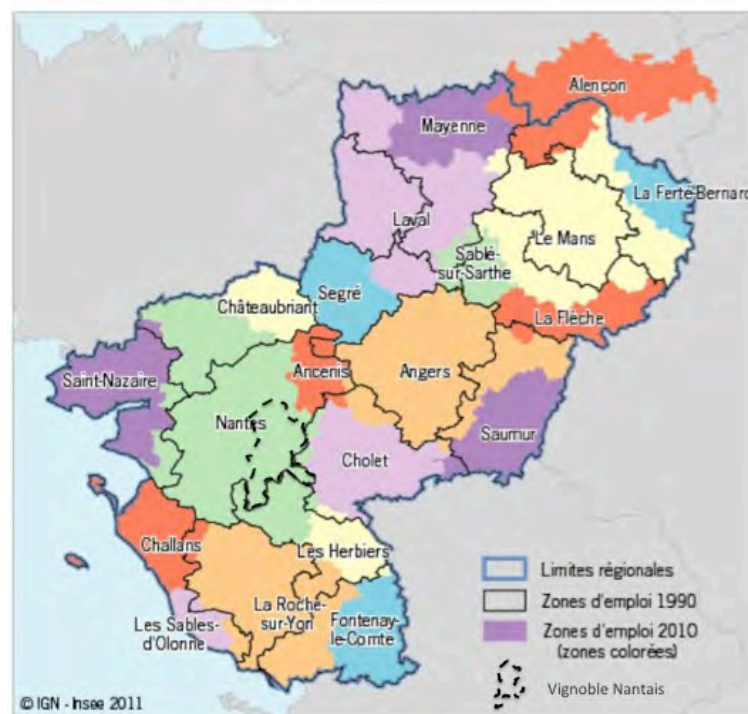 Alençon
Mayenne
La Ferté-Bernard
Laval
Le Mans
Sablé-
sur-Sarthe
Segré
Châteaubriant
La Flèche
Ancenis
Angers
Saint-Nazaire
Nantes
Saumur
Cholet
Challans
Les Herbiers
La Roche-
sur-Yon
Les Sables-
d'Olonne
Fontenay-
le-Comte
Limites régionales
Zones d'emploi 1990
Zones d'emploi 2010
(zones colorées)
Vignoble Nantais
© IGN - Insee 2011